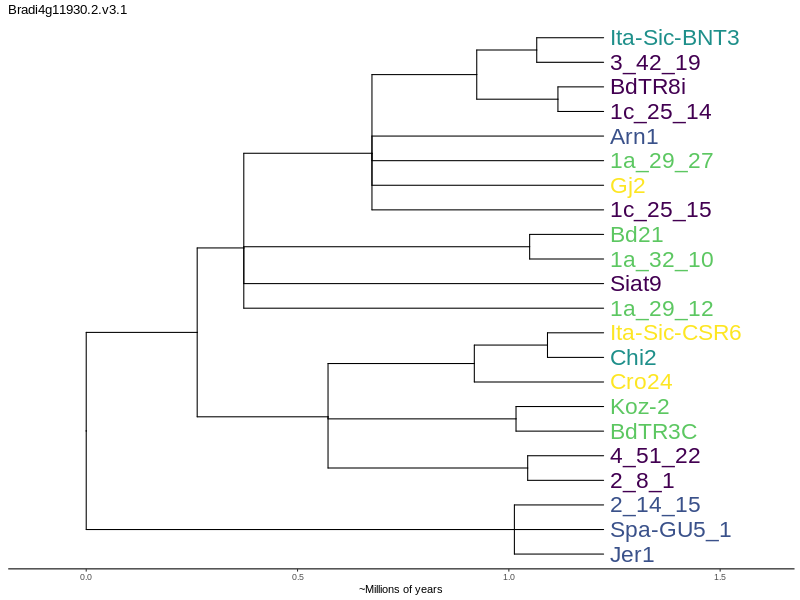 Bradi4g11930.2.v3.1
Ita-Sic-BNT3
3_42_19
BdTR8i
1c_25_14
Arn1
1a_29_27
Gj2
1c_25_15
Bd21
1a_32_10
Siat9
1a_29_12
Ita-Sic-CSR6
Chi2
Cro24
Koz-2
BdTR3C
4_51_22
2_8_1
2_14_15
Spa-GU5_1
Jer1
0.0 0.5 1.0 1.5
~Millions of years